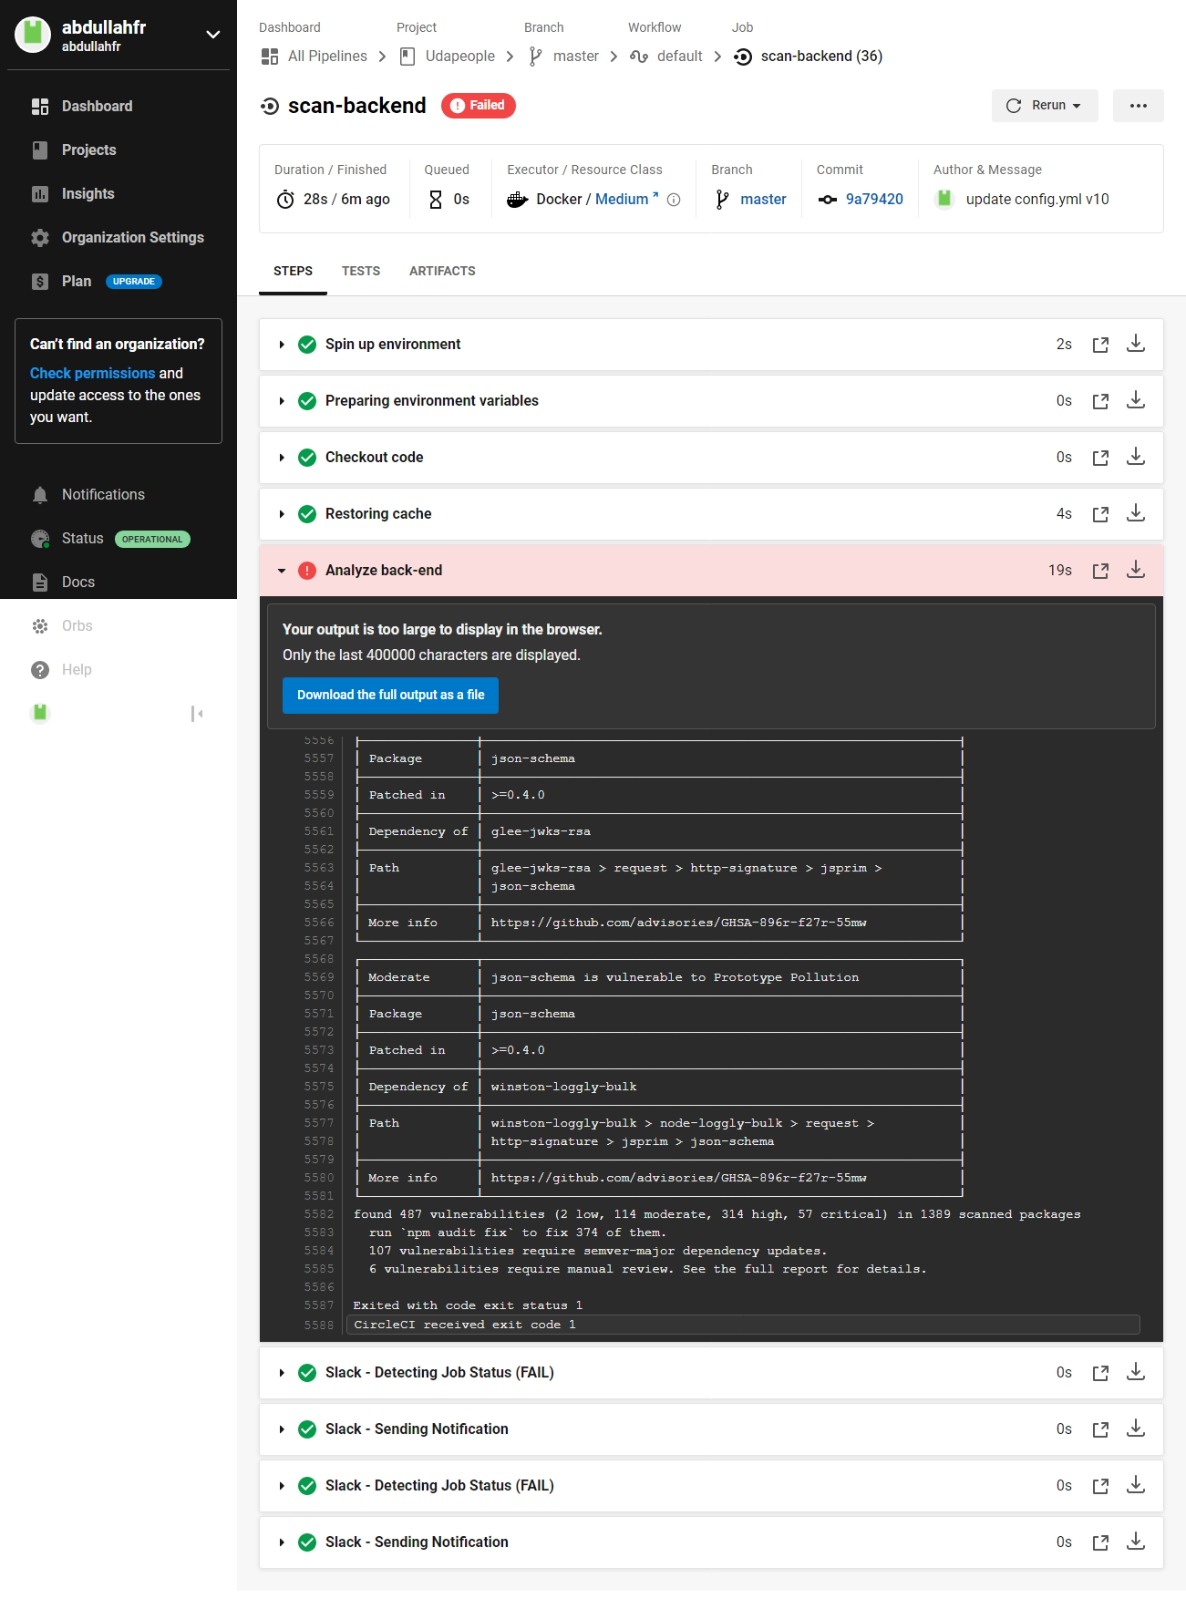 abdullahfr
abdullahfr
Dashboard
Projects
Insights
Organization Settings
Plan UPGRADE
Can't find an organization?
Check permissions and
update access to the ones
you want.
Notifications
Status OPERATIONAL
Docs
Orbs
Help
Dashboard Project Branch Workflow Job
All Pipelines Udapeople master default scan-backend (36)
scan-backend Failed Rerun
Duration / Finished Queued Executor / Resource Class Branch Commit Author & Message
28s / 6m ago 0s Docker / Medium master 9a79420 update config.yml v10
STEPS TESTS ARTIFACTS
Spin up environment 2s
Preparing environment variables 0s
Checkout code 0s
Restoring cache 4s
Analyze back-end 19s
Your output is too large to display in the browser.
Only the last 400000 characters are displayed.
Download the full output as a file
5556
5557 Package json-schema
5558
5559 Patched in >=0.4.0
5560
5561 Dependency of glee-jwks-rsa
5562
5563 Path glee-jwks-rsa > request > http-signature > jsprim >
5564 json-schema
5565
5566 More info https://github.com/advisories/GHSA-896r-f27r-55mw
5567
5568
5569 Moderate json-schema is vulnerable to Prototype Pollution
5570
5571 Package json-schema
5572
5573 Patched in >=0.4.0
5574
5575 Dependency of winston-loggly-bulk
5576
5577 Path winston-loggly-bulk > node-loggly-bulk > request >
5578 http-signature > jsprim > json-schema
5579
5580 More info https://github.com/advisories/GHSA-896r-f27r-55mw
5581
5582 found 487 vulnerabilities (2 low, 114 moderate, 314 high, 57 critical) in 1389 scanned packages
5583 run `npm audit fix` to fix 374 of them.
5584 107 vulnerabilities require semver-major dependency updates.
5585 6 vulnerabilities require manual review. See the full report for details.
5586
5587 Exited with code exit status 1
5588 CircleCI received exit code 1
Slack - Detecting Job Status (FAIL) 0s
Slack - Sending Notification 0s
Slack - Detecting Job Status (FAIL) 0s
Slack - Sending Notification 0s